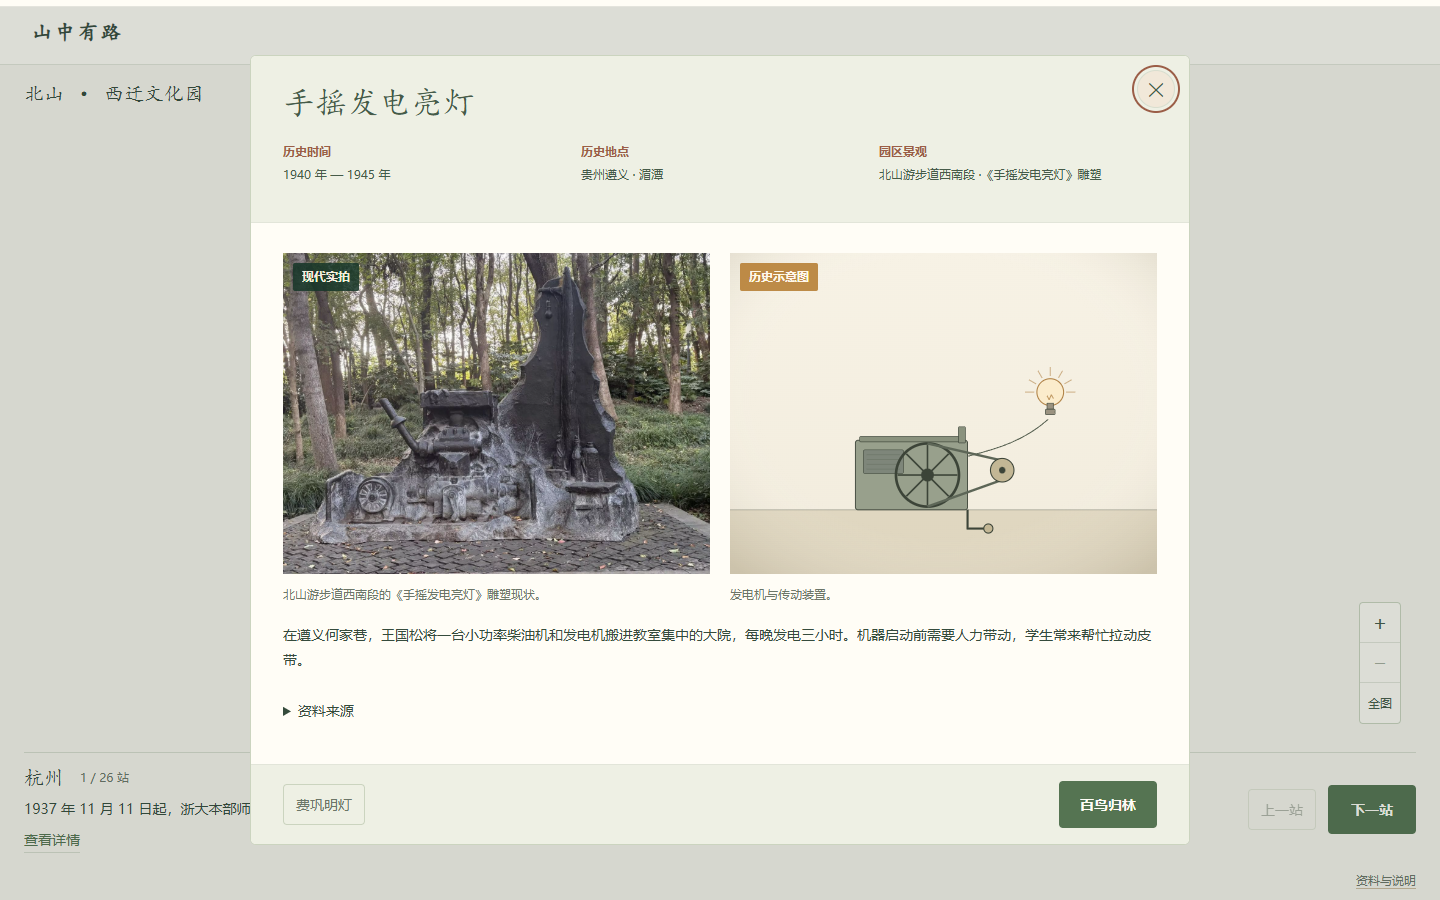 山中有路
北山 • 西迁文化园
手摇发电亮灯
历史时间
1940 年 — 1945 年
历史地点
贵州遵义 · 湄潭
园区景观
北山游步道西南段 ·《手摇发电亮灯》雕塑
现代实拍
历史示意图
北山游步道西南段的《手摇发电亮灯》雕塑现状。
发电机与传动装置。
在遵义何家巷，王国松将一台小功率柴油机和发电机搬进教室集中的大院，每晚发电三小时。机器启动前需要人力带动，学生常来帮忙拉动皮
带。
▶ 资料来源
费巩明灯
百鸟归林
+
−
全图
杭州 1 / 26 站
1937 年 11 月 11 日起，浙大本部师
查看详情
上一站
下一站
资料与说明